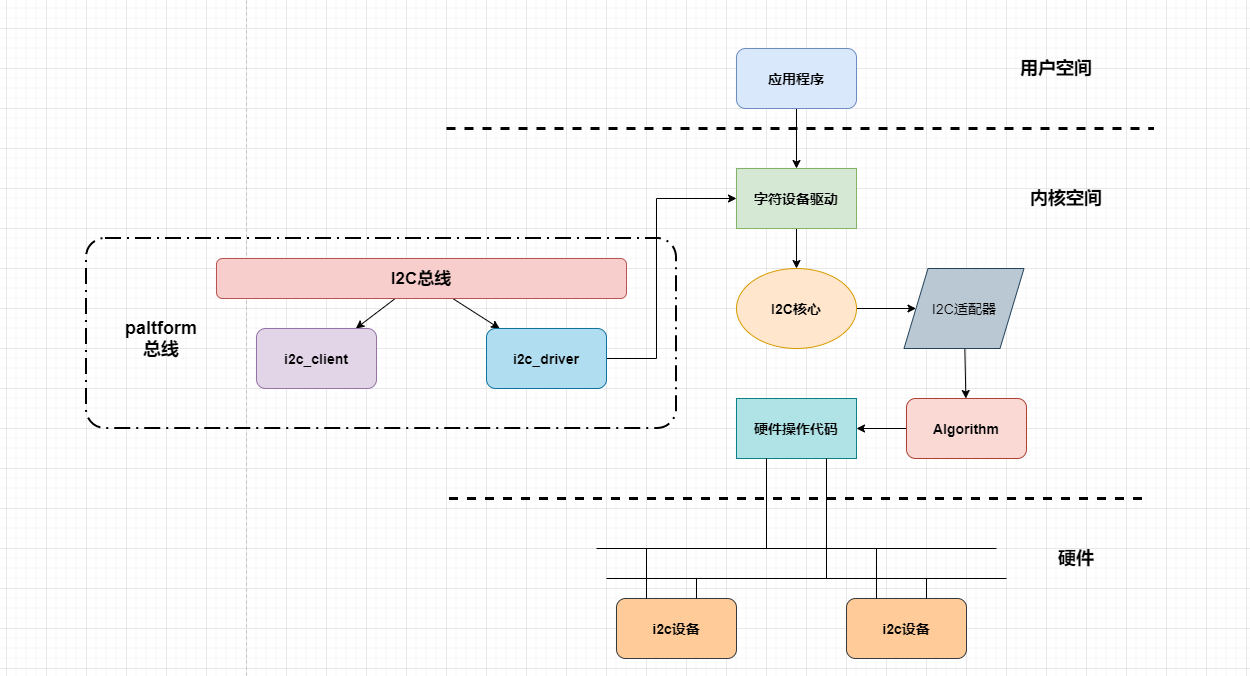 应用程序
用户空间
字符设备驱动
内核空间
I2C总线
paltform
总线
i2c_client
i2c_driver
I2C核心
I2C适配器
硬件操作代码
Algorithm
硬件
i2c设备
i2c设备